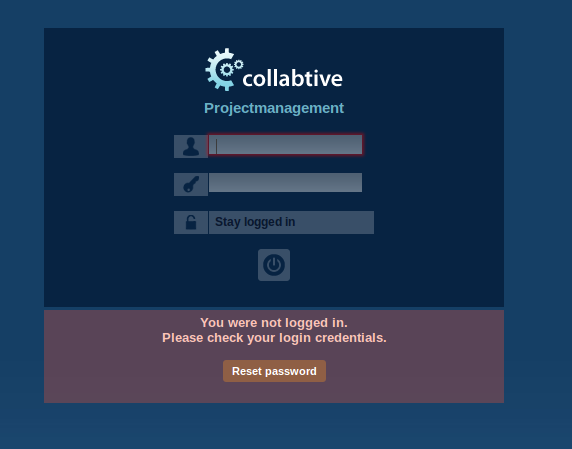 collabtive
Projectmanagement
Stay logged in
You were not logged in.
Please check your login credentials.
Reset password